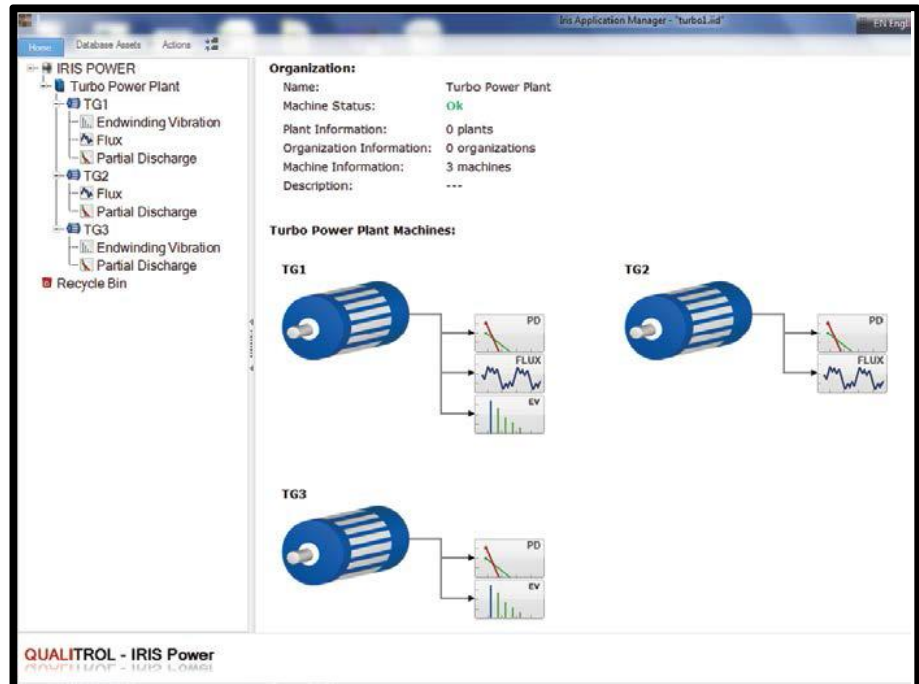 Iris Application Manager - "turbo1.iid"
EN Engl
Home Database Assets Actions
IRIS POWER
Turbo Power Plant
TG1
Endwinding Vibration
Flux
Partial Discharge
TG2
Flux
Partial Discharge
TG3
Endwinding Vibration
Partial Discharge
Recycle Bin
Organization:
Name: Turbo Power Plant
Machine Status: Ok
Plant Information: 0 plants
Organization Information: 0 organizations
Machine Information: 3 machines
Description: ---
Turbo Power Plant Machines:
TG1
PD
FLUX
EV
TG2
PD
FLUX
TG3
PD
EV
QUALITROL - IRIS Power